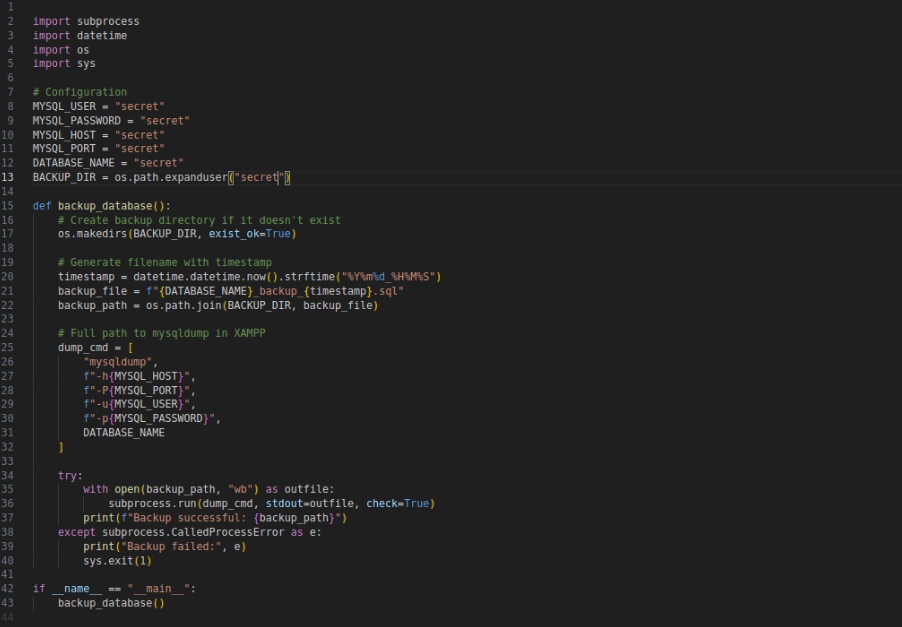 1
2 import subprocess
3 import datetime
4 import os
5 import sys
6
7 # Configuration
8 MYSQL_USER = "secret"
9 MYSQL_PASSWORD = "secret"
10 MYSQL_HOST = "secret"
11 MYSQL_PORT = "secret"
12 DATABASE_NAME = "secret"
13 BACKUP_DIR = os.path.expanduser("secret")
14
15 def backup_database():
16     # Create backup directory if it doesn't exist
17     os.makedirs(BACKUP_DIR, exist_ok=True)
18
19     # Generate filename with timestamp
20     timestamp = datetime.datetime.now().strftime("%Y%m%d_%H%M%S")
21     backup_file = f"{DATABASE_NAME}_backup_{timestamp}.sql"
22     backup_path = os.path.join(BACKUP_DIR, backup_file)
23
24     # Full path to mysqldump in XAMPP
25     dump_cmd = [
26         "mysqldump",
27         f"-h{MYSQL_HOST}",
28         f"-P{MYSQL_PORT}",
29         f"-u{MYSQL_USER}",
30         f"-p{MYSQL_PASSWORD}",
31         DATABASE_NAME
32     ]
33
34     try:
35         with open(backup_path, "wb") as outfile:
36             subprocess.run(dump_cmd, stdout=outfile, check=True)
37         print(f"Backup successful: {backup_path}")
38     except subprocess.CalledProcessError as e:
39         print("Backup failed:", e)
40         sys.exit(1)
41
42 if __name__ == "__main__":
43     backup_database()
44